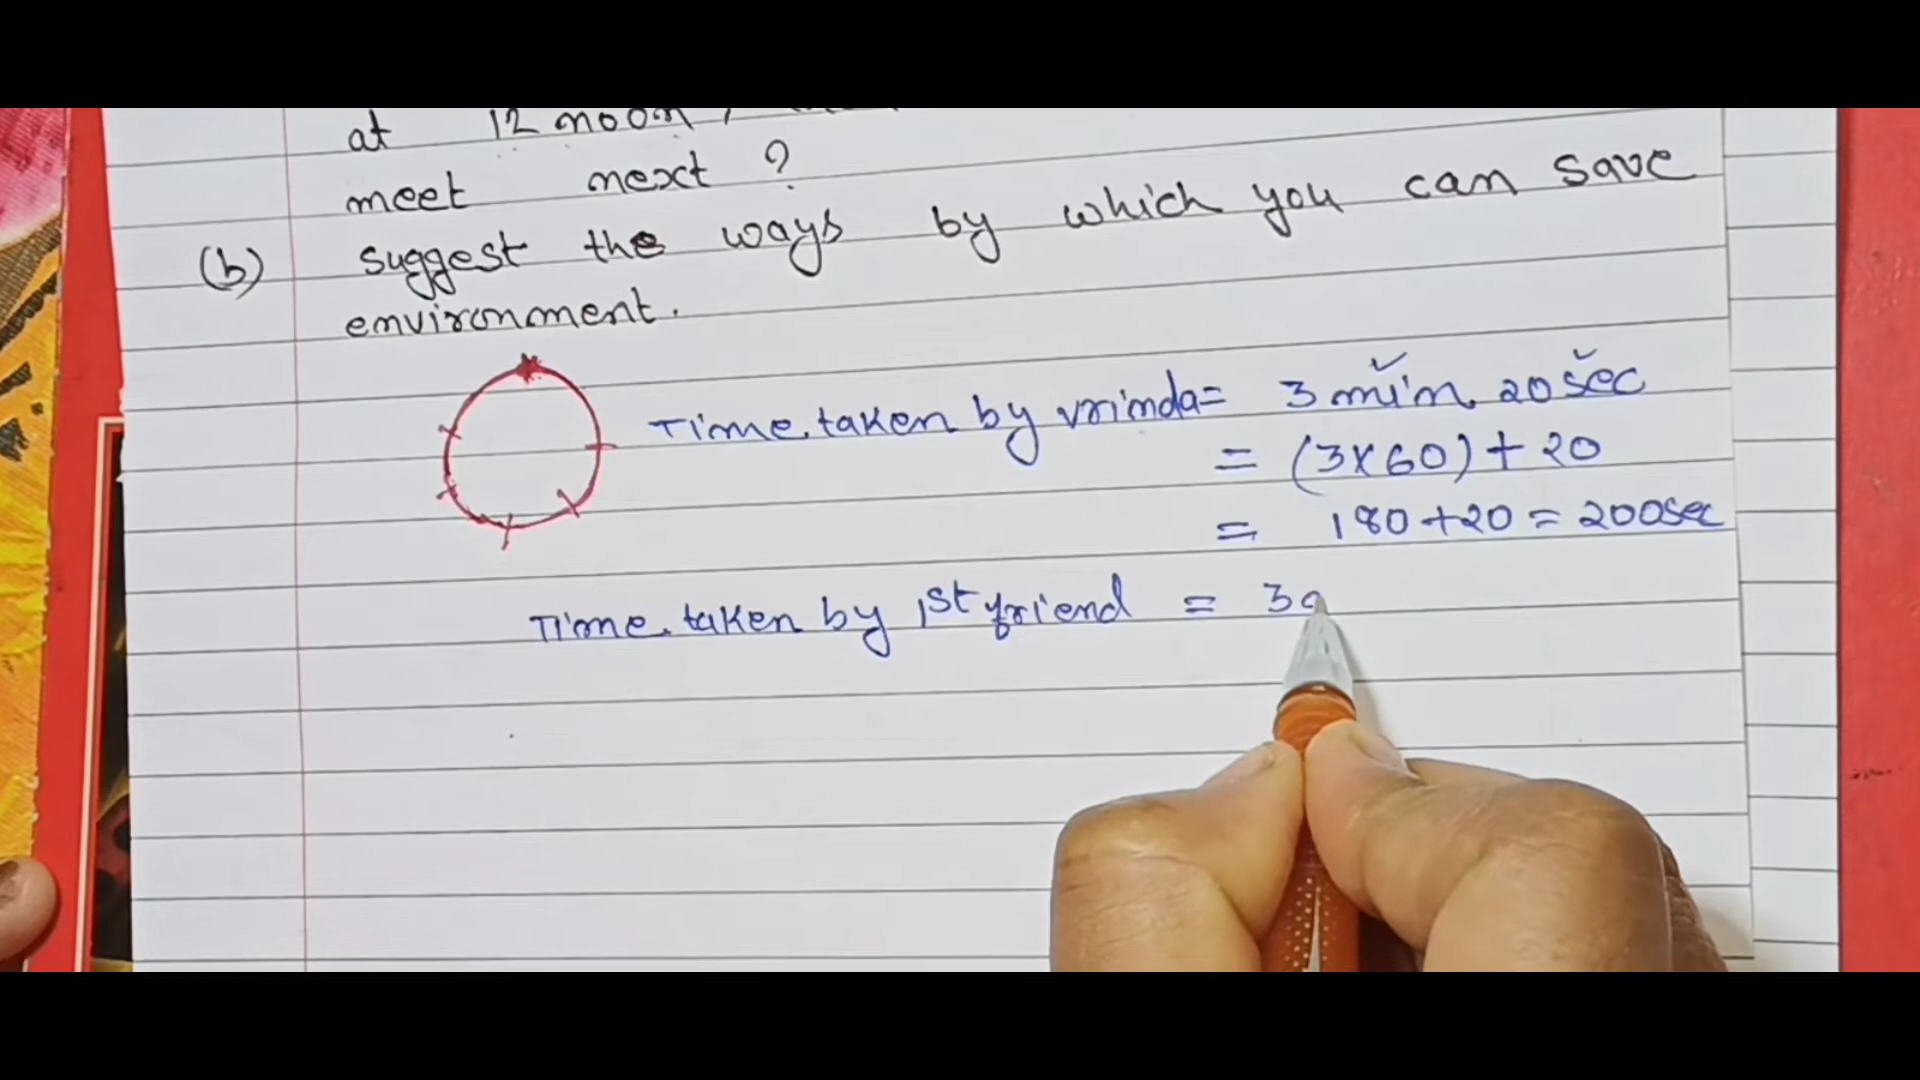 at 12 noon,
meet next ?
(b) suggest the ways by which you can save
environment.
Time taken by vrinda = 3 min 20 sec
= (3x60) + 20
= 180+20 = 200sec
Time taken by 1st friend = 30